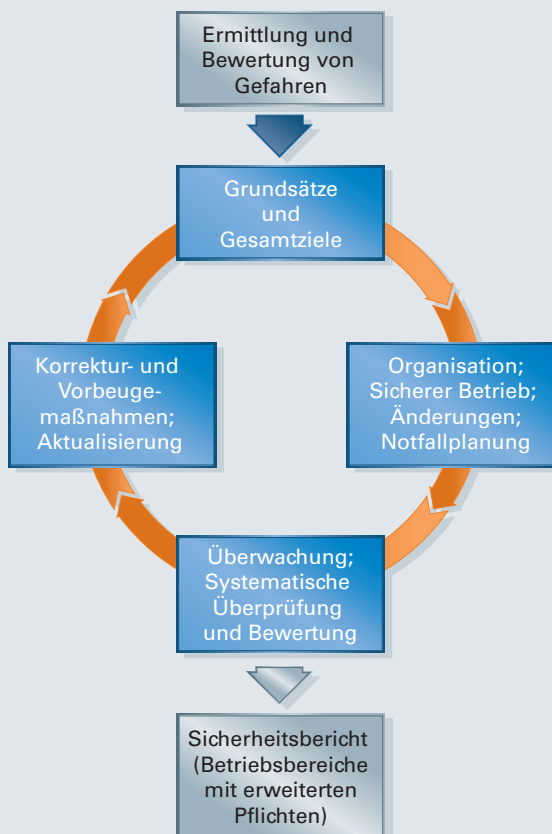 Ermittlung und
Bewertung von
Gefahren
Grundsätze
und
Gesamtziele
Korrektur- und
Vorbeuge-
maßnahmen;
Aktualisierung
Organisation;
Sicherer Betrieb;
Änderungen;
Notfallplanung
Überwachung;
Systematische
Überprüfung
und Bewertung
Sicherheitsbericht
(Betriebsbereiche
mit erweiterten
Pflichten)